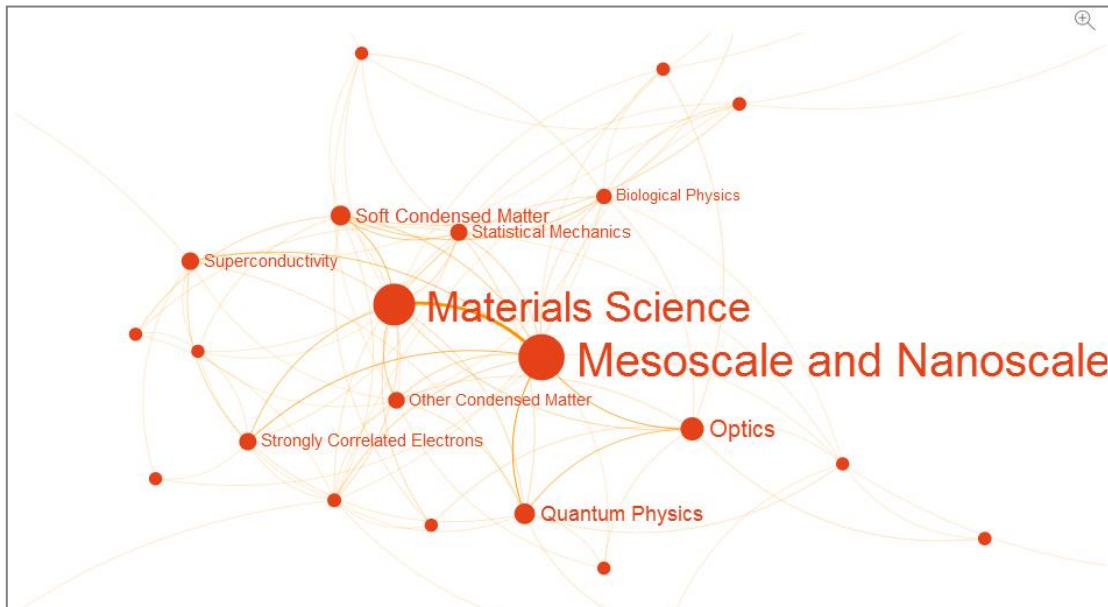 Biological Physics
Soft Condensed Matter
Statistical Mechanics
Superconductivity
Materials Science
Mesoscale and Nanoscale
Other Condensed Matter
Optics
Strongly Correlated Electrons
Quantum Physics